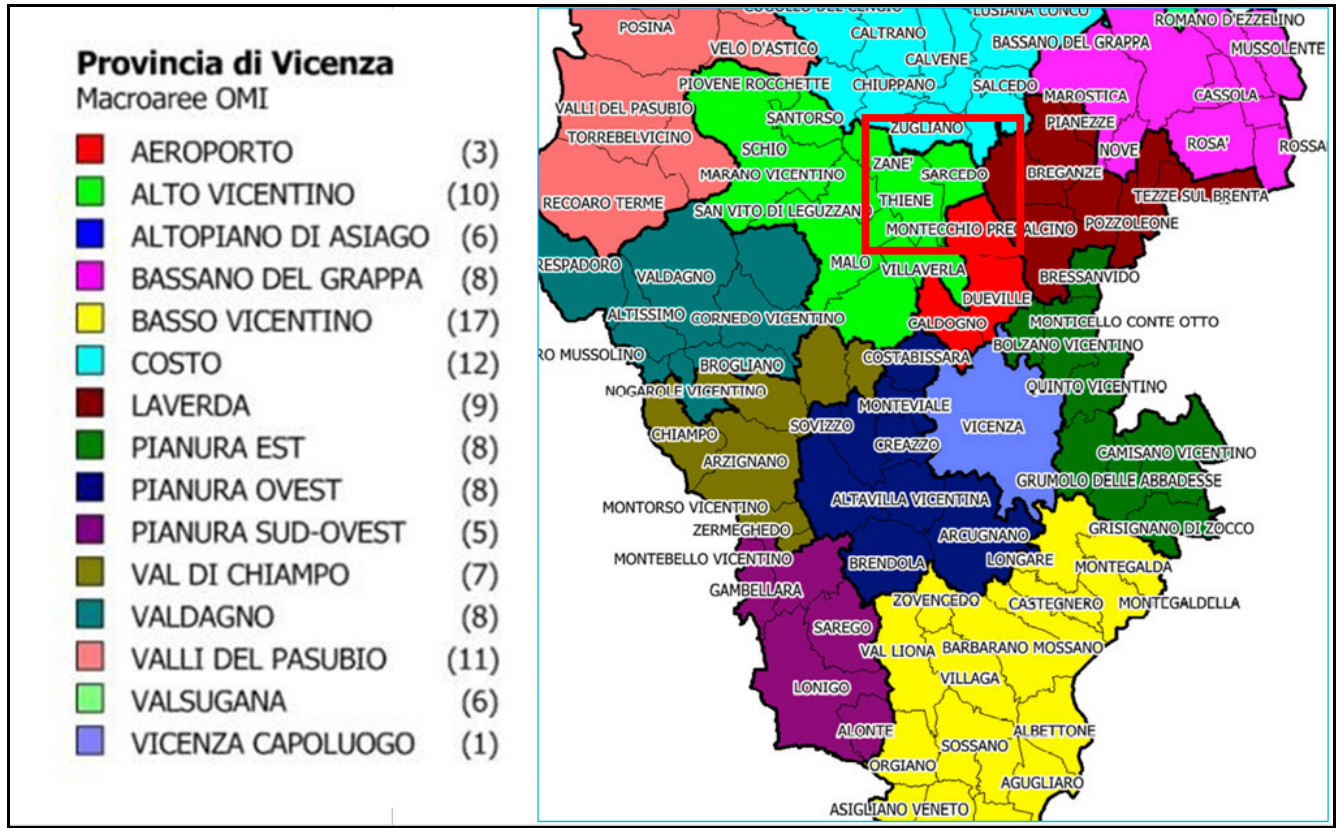 Provincia di Vicenza
Macroaree OMI
AEROPORTO (3)
ALTO VICENTINO (10)
ALTOPIANO DI ASIAGO (6)
BASSANO DEL GRAPPA (8)
BASSO VICENTINO (17)
COSTO (12)
LAVERDA (9)
PIANURA EST (8)
PIANURA OVEST (8)
PIANURA SUD-OVEST (5)
VAL DI CHIAMPO (7)
VALDAGNO (8)
VALLI DEL PASUBIO (11)
VALSUGANA (6)
VICENZA CAPOLUOGO (1)
LUSIANA CONCO
ROMANO D'EZZELINO
POSINA
CALTRANO
BASSANO DEL GRAPPA
MUSSOLENTE
VELO D'ASTICO
CALVENE
PIOVENE ROCCHETTE
CHIUPPANO
SALCEDO
MAROSTICA
CASSOLA
VALLI DEL PASUBIO
SANTORSO
ZUGLIANO
PIANEZZE
TORREBELVICINO
SCHIO
NOVE
ROSA'
ROSSA
ZANE'
MARANO VICENTINO
SARCEDO
BREGANZE
TEZZE SUL BRENTA
RECOARO TERME
SAN VITO DI LEGUZZANO
THIENE
MONTECCHIO PRECALCINO
POZZOLEONE
RESPADORO
VALDAGNO
MALO
VILLAVERLA
BRESSANVIDO
DUEVILLE
ALTISSIMO
CORNEDO VICENTINO
CALDOGNO
MONTICELLO CONTE OTTO
RO MUSSOLINO
BROGLIANO
COSTABISSARA
BOLZANO VICENTINO
NOGAROLE VICENTINO
QUINTO VICENTINO
MONTEVIALE
CHIAMPO
SOVIZZO
CREAZZO
VICENZA
ARZIGNANO
CAMISANO VICENTINO
GRUMOLO DELLE ABBADESSE
MONTORSO VICENTINO
ALTAVILLA VICENTINA
ZERMEGHEDO
ARCUGNANO
GRISIGNANO DI ZOCCO
MONTEBELLO VICENTINO
BRENDOLA
LONGARE
MONTEGALDA
GAMBELLARA
ZOVENCEDO
CASTEGNERO
MONTEGALDELLA
SAREGO
VAL LIONA
BARBARANO MOSSANO
LONIGO
VILLAGA
ALONTE
SOSSANO
ALBETTONE
ORGIANO
AGUGLIARO
ASIGLIANO VENETO